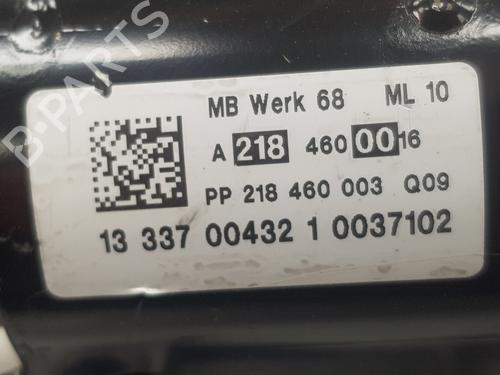 B-PARTS
MB Werk 68 ML 10
A 218 460 00 16
PP 218 460 003 Q09
13 337 00432 1 0037102